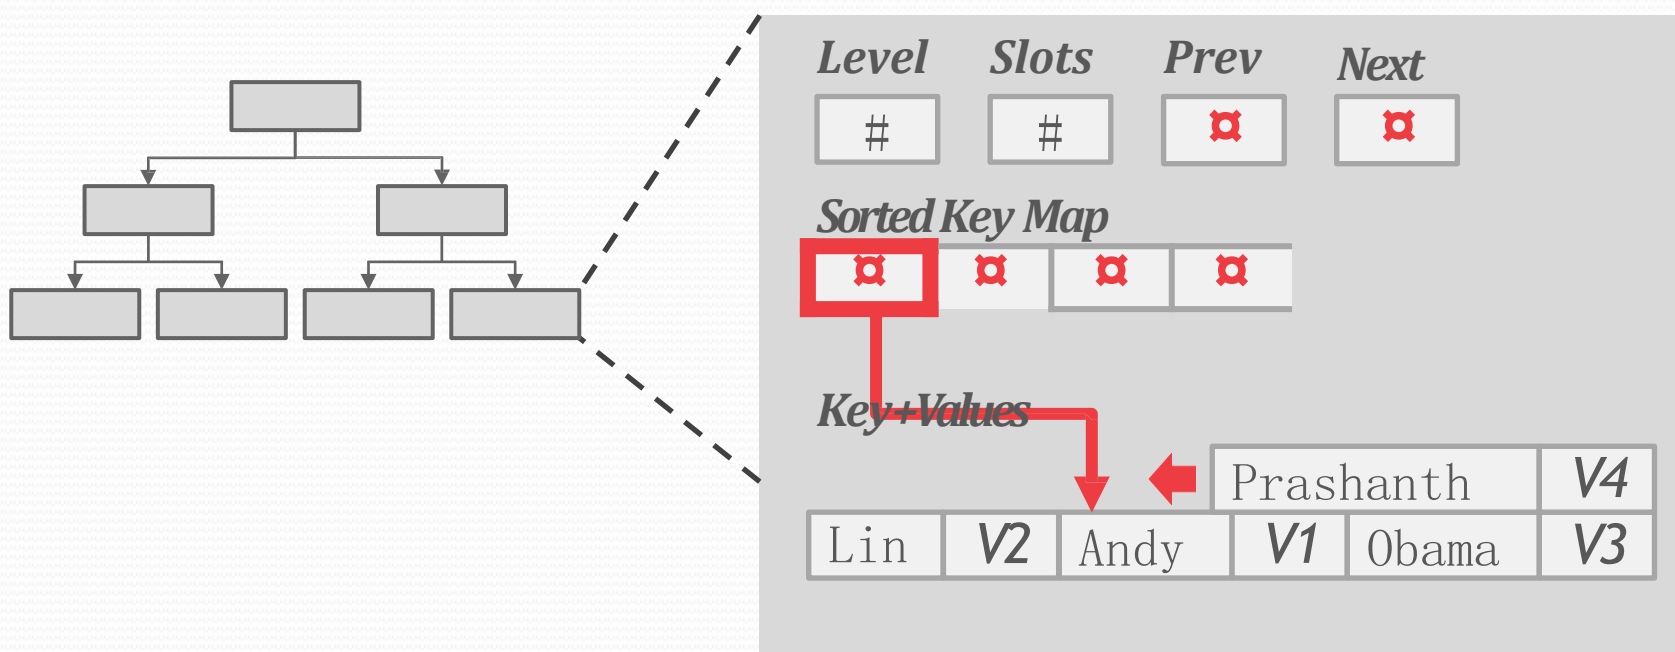 Level Slots Prev Next
# # ¤ ¤
Sorted Key Map
¤ ¤ ¤ ¤
Key+Values
Prashanth V4
Lin V2 Andy V1 Obama V3